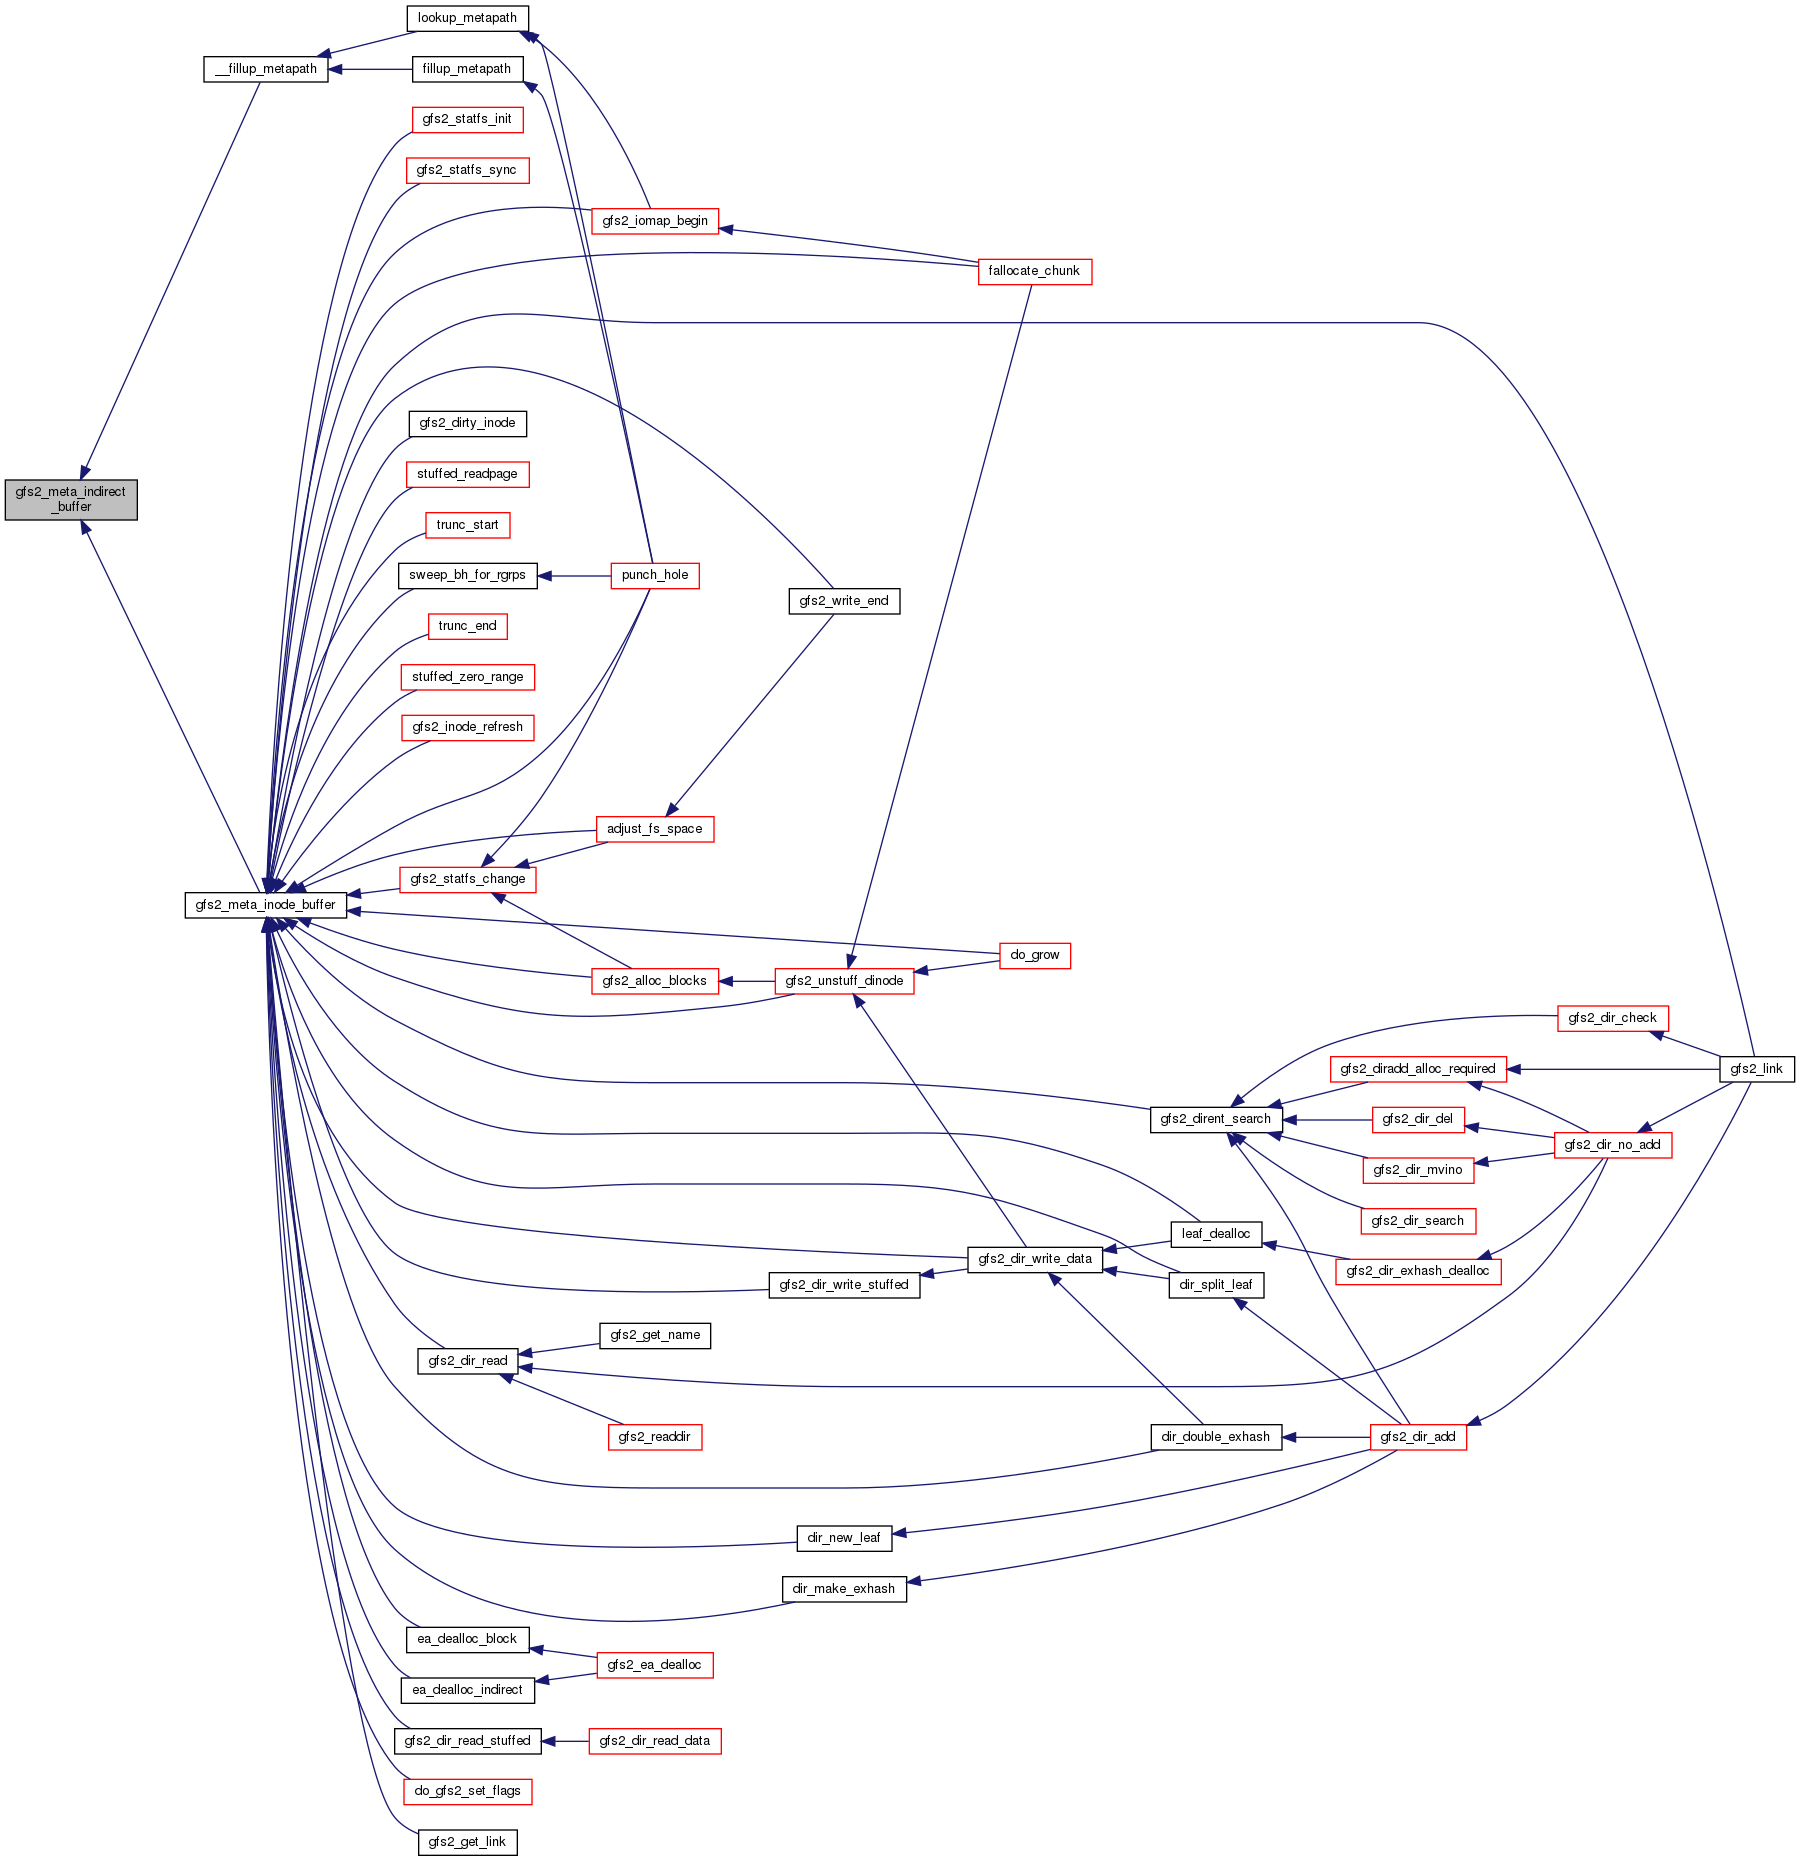 lookup_metapath
__fillup_metapath
fillup_metapath
gfs2_statfs_init
gfs2_statfs_sync
gfs2_iomap_begin
fallocate_chunk
gfs2_dirty_inode
stuffed_readpage
gfs2_meta_indirect
_buffer
trunc_start
sweep_bh_for_rgrps
punch_hole
gfs2_write_end
trunc_end
stuffed_zero_range
gfs2_inode_refresh
adjust_fs_space
gfs2_statfs_change
gfs2_meta_inode_buffer
do_grow
gfs2_alloc_blocks
gfs2_unstuff_dinode
gfs2_dir_check
gfs2_diradd_alloc_required
gfs2_link
gfs2_dirent_search
gfs2_dir_del
gfs2_dir_no_add
gfs2_dir_mvino
gfs2_dir_search
leaf_dealloc
gfs2_dir_write_data
gfs2_dir_exhash_dealloc
gfs2_dir_write_stuffed
dir_split_leaf
gfs2_get_name
gfs2_dir_read
gfs2_readdir
dir_double_exhash
gfs2_dir_add
dir_new_leaf
dir_make_exhash
ea_dealloc_block
gfs2_ea_dealloc
ea_dealloc_indirect
gfs2_dir_read_stuffed
gfs2_dir_read_data
do_gfs2_set_flags
gfs2_get_link